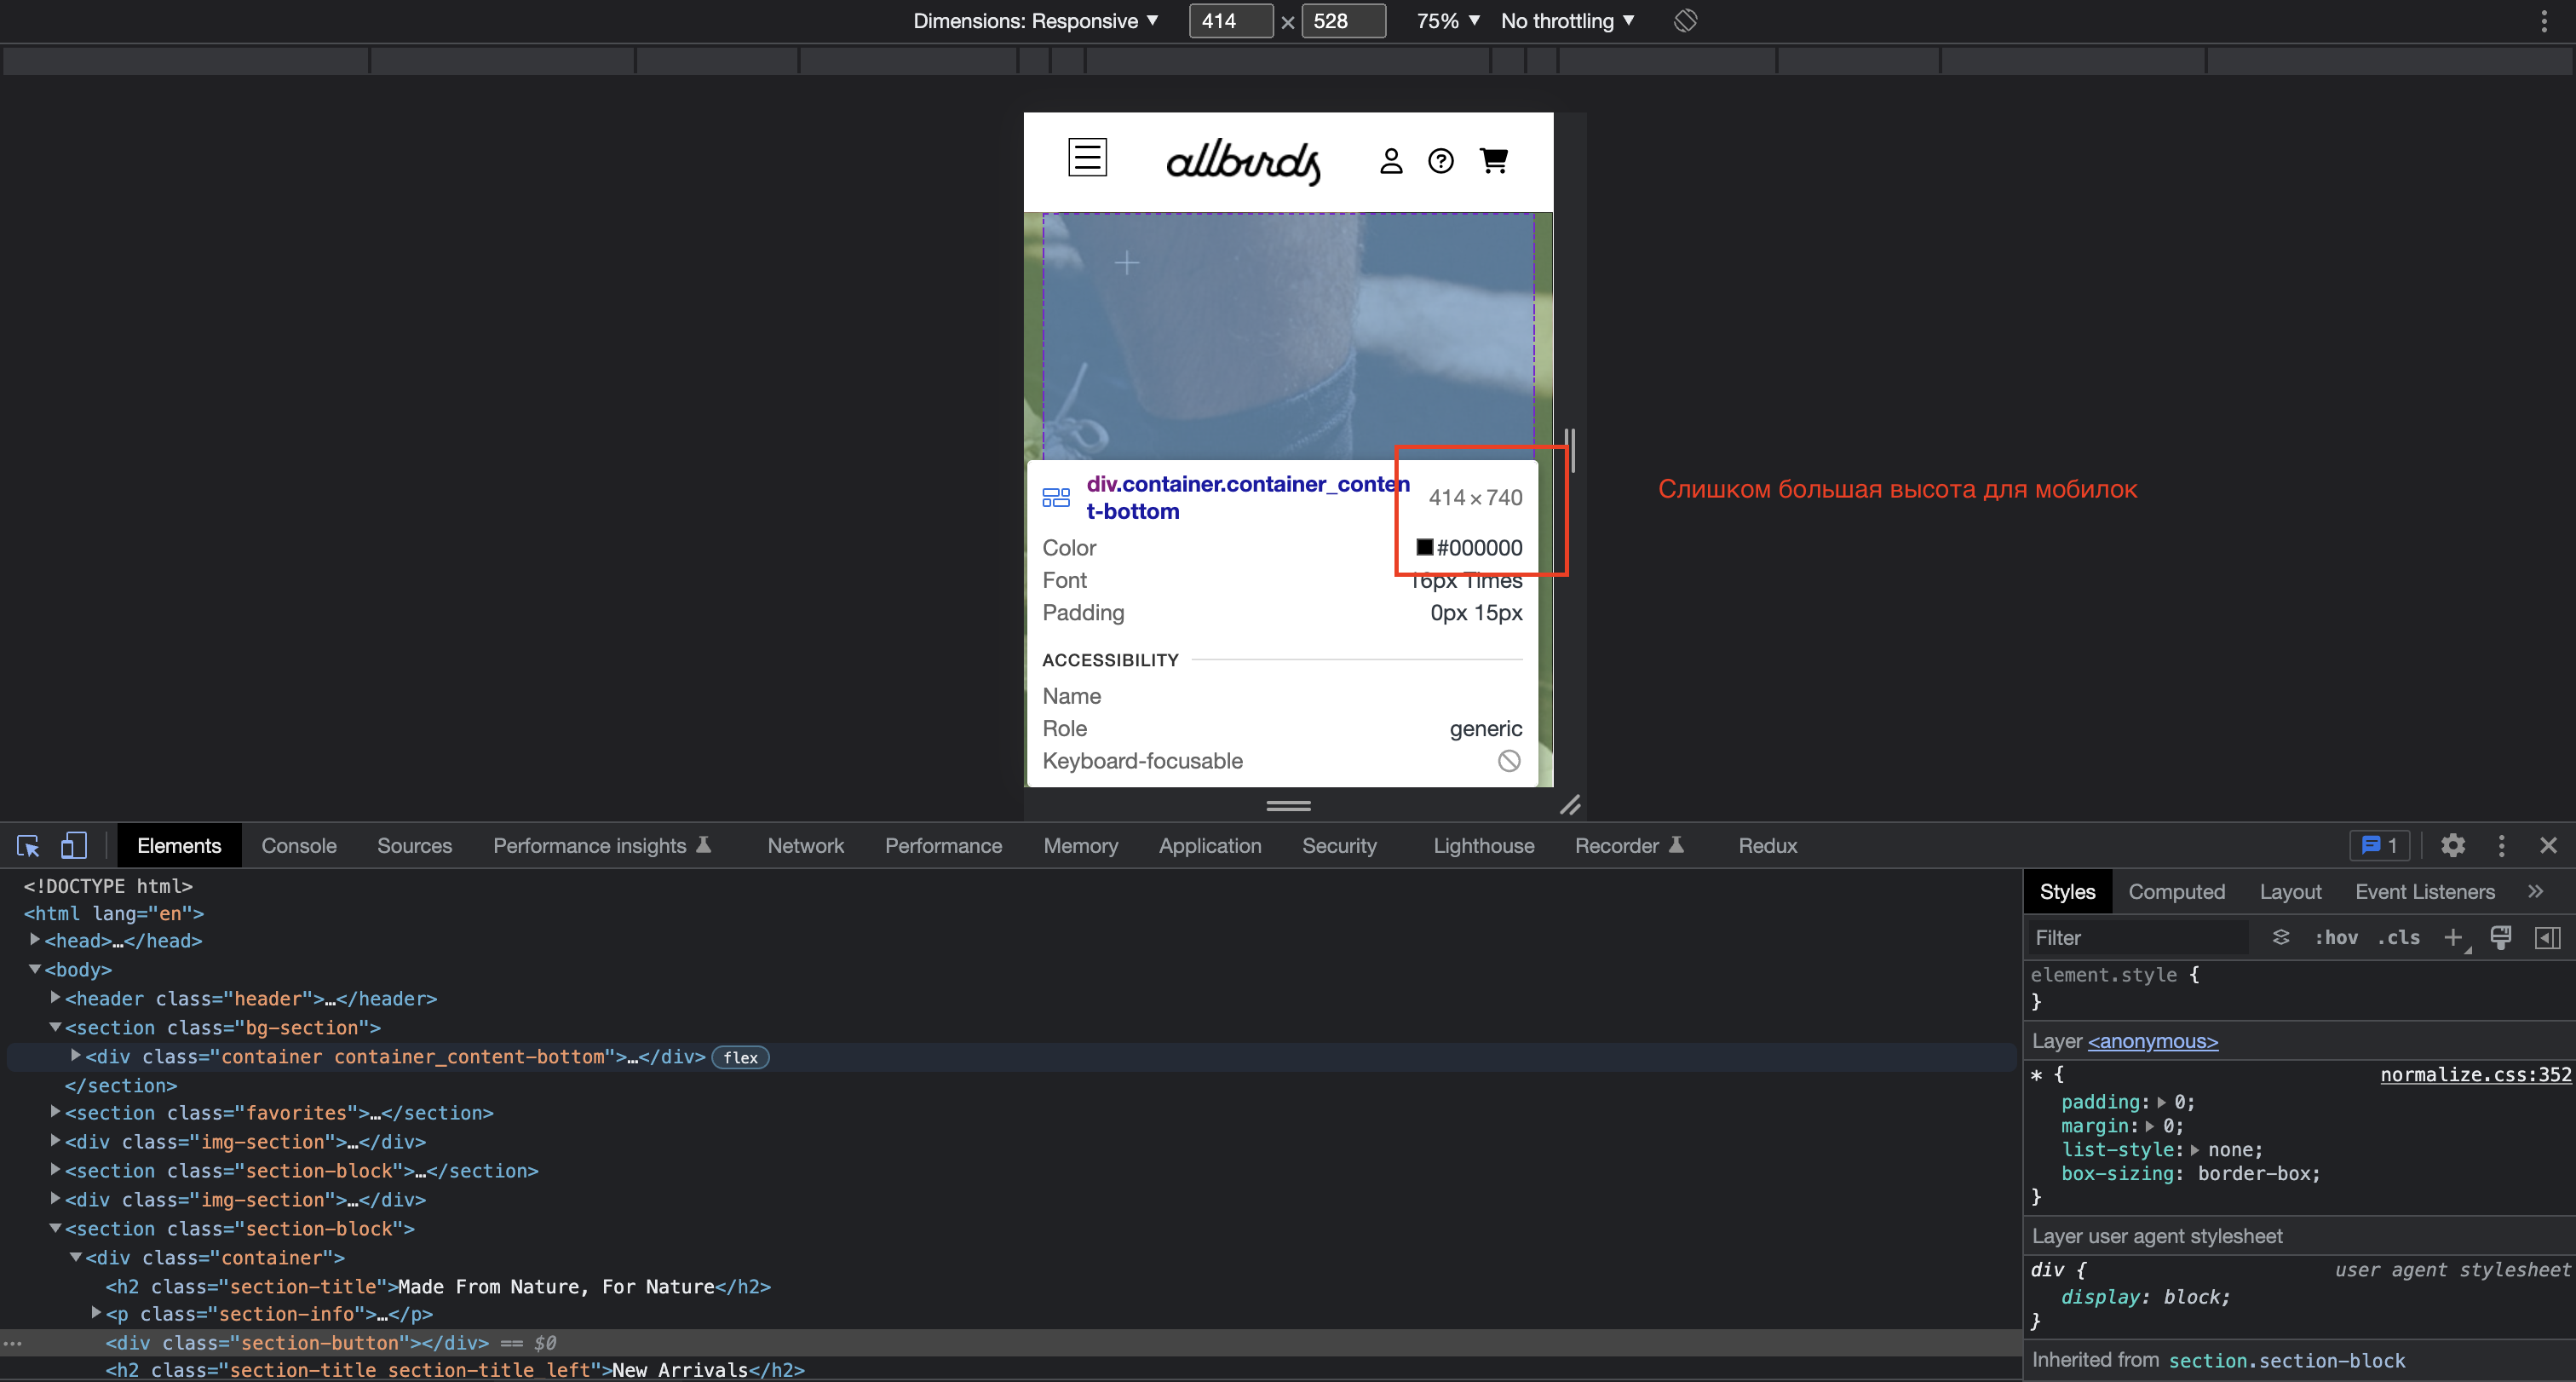 Dimensions: Responsive ▼ 414 × 528 75% ▼ No throttling ▼
allbirds
div.container.container_conten
t-bottom
414 × 740
Color #000000
Font 16px Times
Padding 0px 15px
ACCESSIBILITY
Name
Role generic
Keyboard-focusable
Слишком большая высота для мобилок
Elements Console Sources Performance insights Network Performance Memory Application Security Lighthouse Recorder Redux 1
<!DOCTYPE html>
<html lang="en">
<head>…</head>
<body>
<header class="header">…</header>
<section class="bg-section">
<div class="container container_content-bottom">…</div> flex
</section>
<section class="favorites">…</section>
<div class="img-section">…</div>
<section class="section-block">…</section>
<div class="img-section">…</div>
<section class="section-block">
<div class="container">
<h2 class="section-title">Made From Nature, For Nature</h2>
<p class="section-info">…</p>
<div class="section-button"></div> == $0
<h2 class="section-title section-title_left">New Arrivals</h2>
Styles Computed Layout Event Listeners »
Filter :hov .cls +
element.style {
}
Layer <anonymous>
* { normalize.css:352
padding: 0;
margin: 0;
list-style: none;
box-sizing: border-box;
}
Layer user agent stylesheet
div { user agent stylesheet
display: block;
}
Inherited from section.section-block